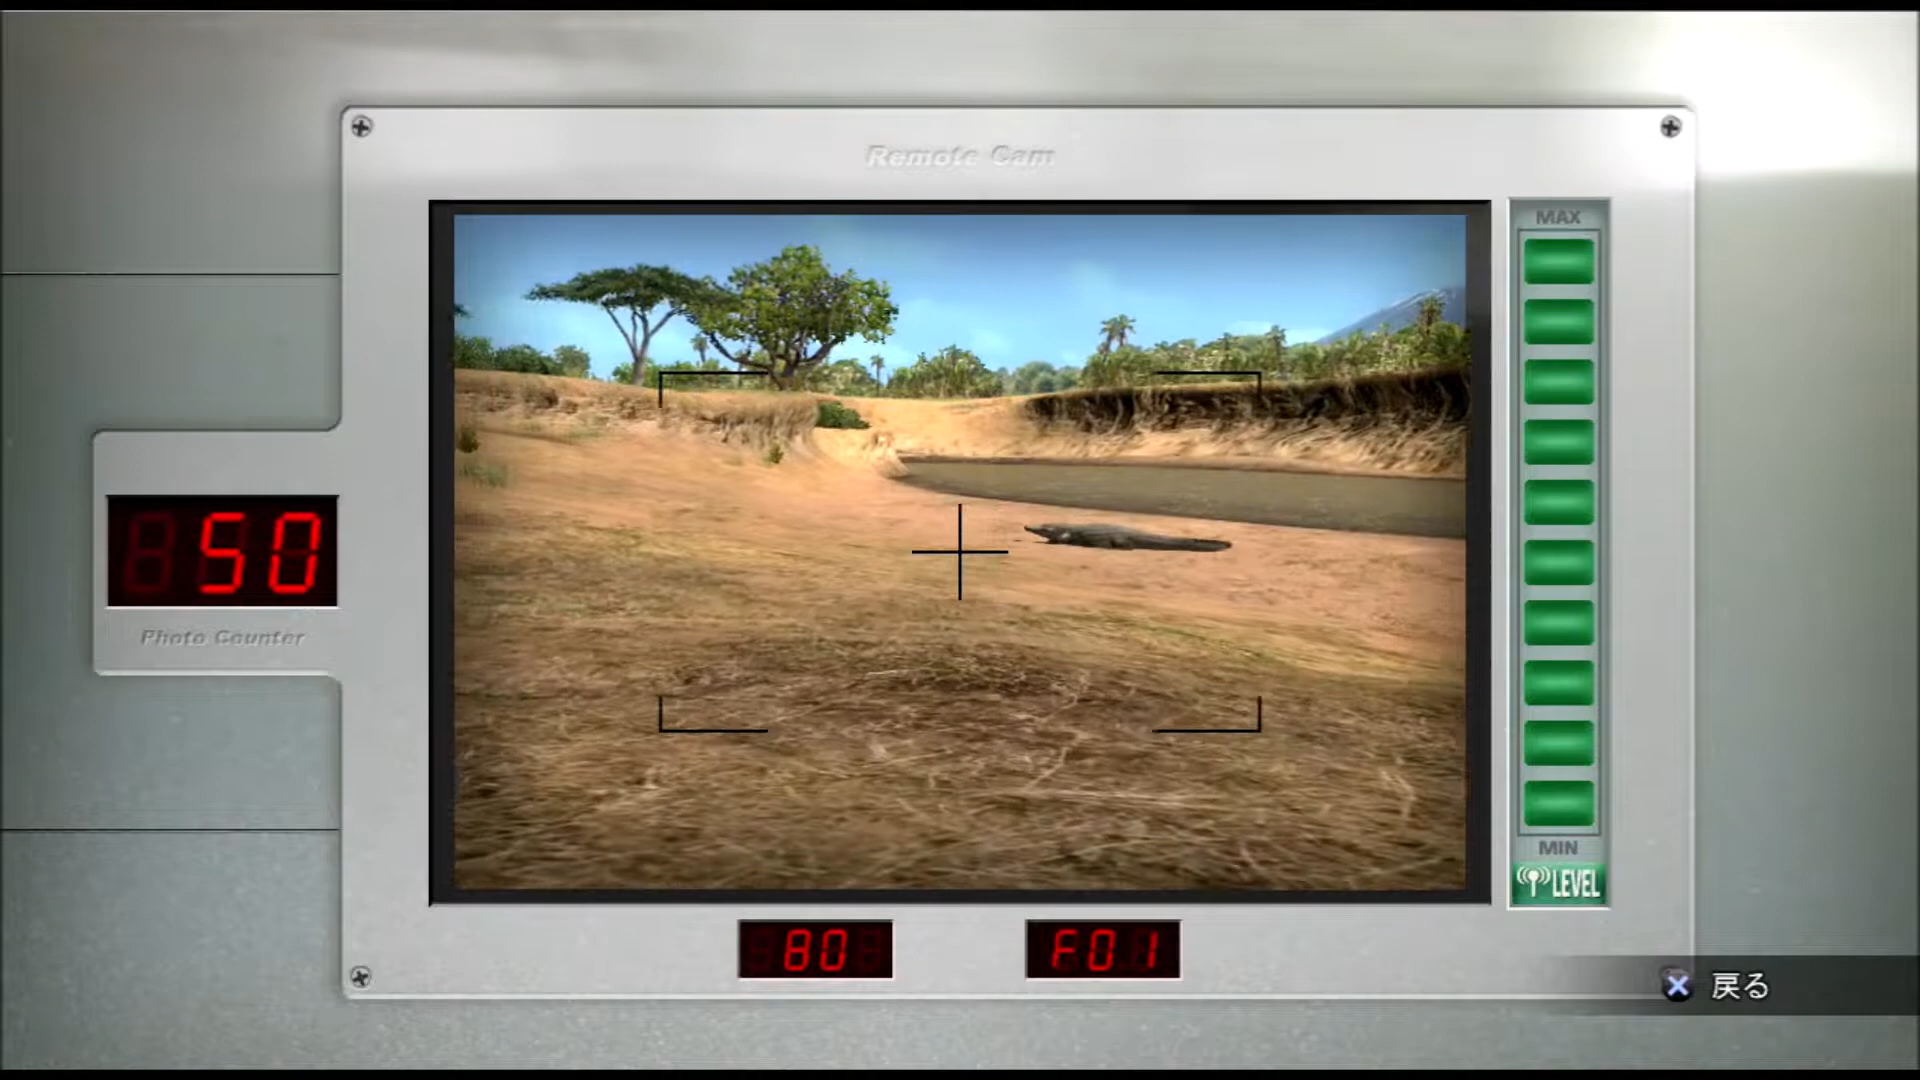 Remote Cam
MAX
50
Photo Counter
MIN
LEVEL
80
F01
戻る